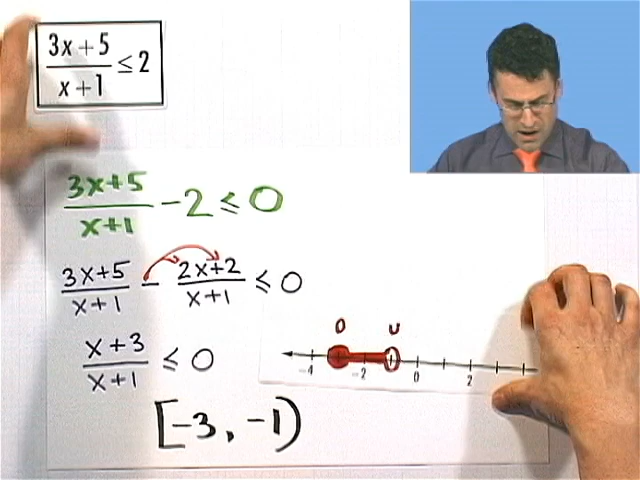 (3x+5)/(x+1) ≤ 2
(3x+5)/(x+1) - 2 ≤ 0
(3x+5)/(x+1) - (2x+2)/(x+1) ≤ 0
(x+3)/(x+1) ≤ 0
0 U
-4 -2 0 2
[-3, -1)